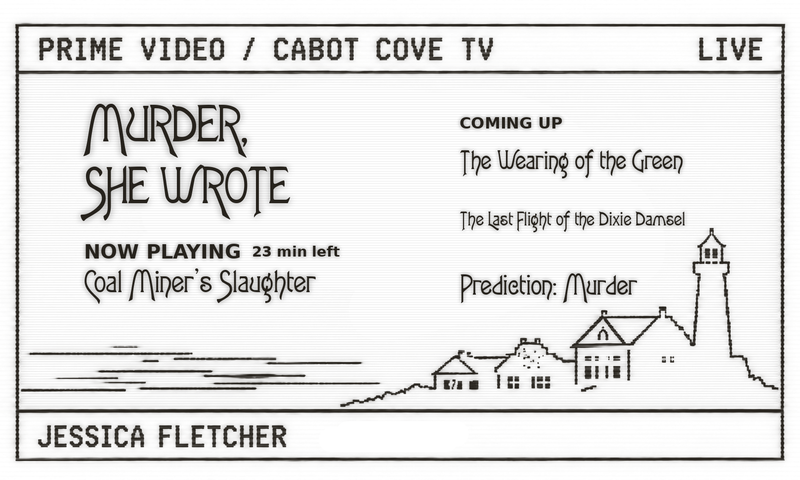 PRIME VIDEO / CABOT COVE TV
LIVE
MURDER,
SHE WROTE
NOW PLAYING 23 min left
Coal Miner's Slaughter
COMING UP
The Wearing of the Green
The Last Flight of the Dixie Damsel
Prediction: Murder
JESSICA FLETCHER